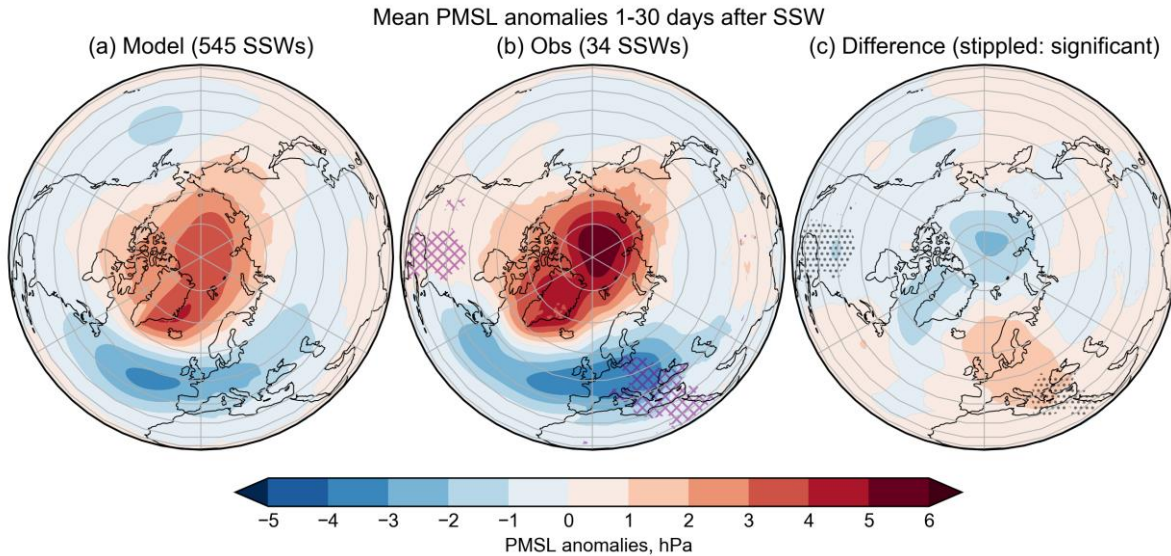 Mean PMSL anomalies 1-30 days after SSW
(a) Model (545 SSWs)
(b) Obs (34 SSWs)
(c) Difference (stippled: significant)
−5 −4 −3 −2 −1 0 1 2 3 4 5 6
PMSL anomalies, hPa